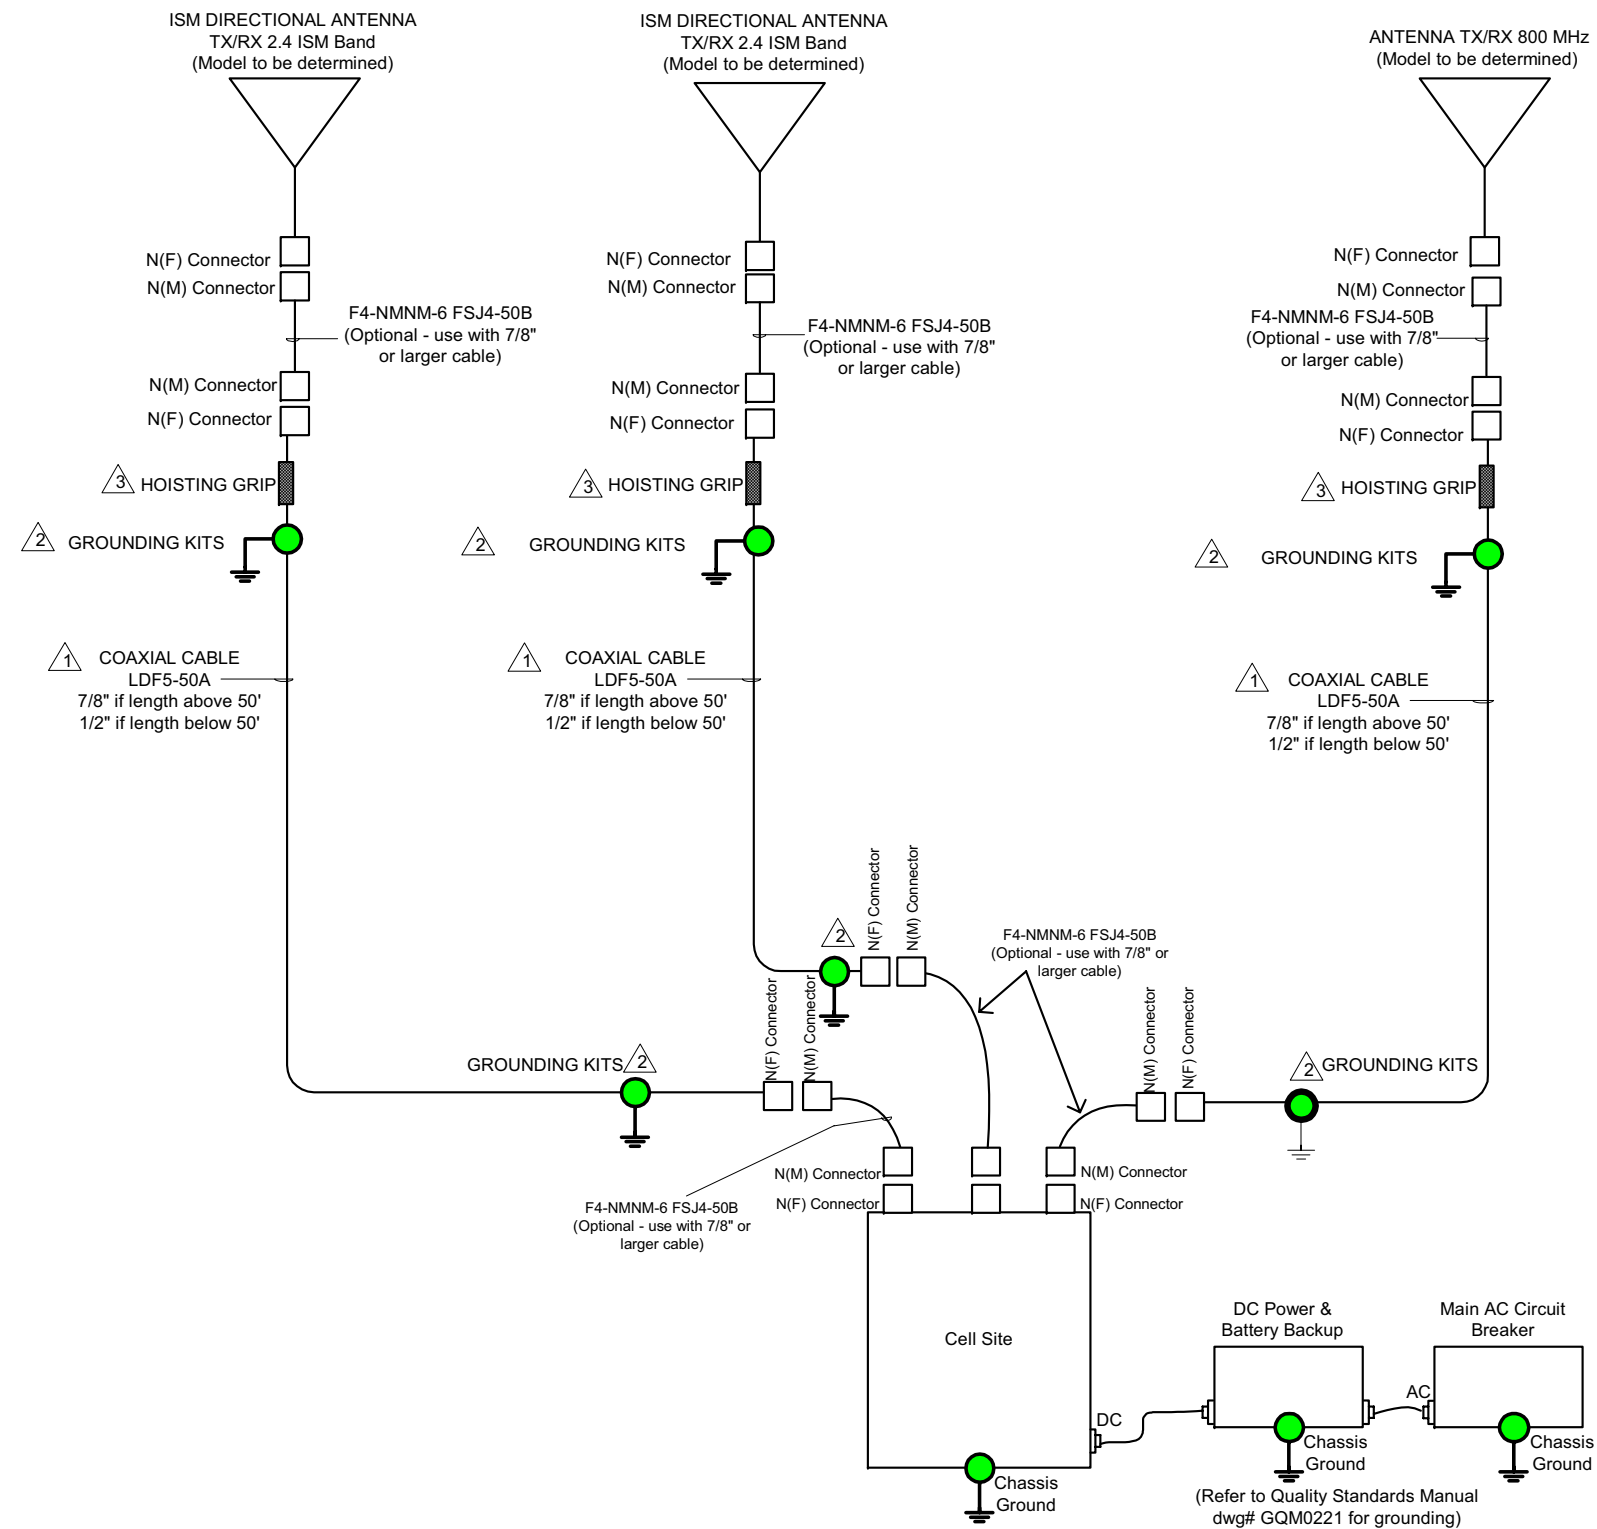 ISM DIRECTIONAL ANTENNA
TX/RX 2.4 ISM Band
(Model to be determined)
ISM DIRECTIONAL ANTENNA
TX/RX 2.4 ISM Band
(Model to be determined)
ANTENNA TX/RX 800 MHz
(Model to be determined)
N(F) Connector
N(M) Connector
F4-NMNM-6 FSJ4-50B
(Optional - use with 7/8"
or larger cable)
N(M) Connector
N(F) Connector
3 HOISTING GRIP
2 GROUNDING KITS
1 COAXIAL CABLE
LDF5-50A
7/8" if length above 50'
1/2" if length below 50'
N(F) Connector
N(M) Connector
F4-NMNM-6 FSJ4-50B
(Optional - use with 7/8"
or larger cable)
N(M) Connector
N(F) Connector
3 HOISTING GRIP
2 GROUNDING KITS
1 COAXIAL CABLE
LDF5-50A
7/8" if length above 50'
1/2" if length below 50'
N(F) Connector
N(M) Connector
F4-NMNM-6 FSJ4-50B
(Optional - use with 7/8"
or larger cable)
N(M) Connector
N(F) Connector
3 HOISTING GRIP
2 GROUNDING KITS
1 COAXIAL CABLE
LDF5-50A
7/8" if length above 50'
1/2" if length below 50'
2
N(F) Connector
N(M) Connector
F4-NMNM-6 FSJ4-50B
(Optional - use with 7/8" or
larger cable)
GROUNDING KITS 2
N(F) Connector
N(M) Connector
N(M) Connector
N(F) Connector
2 GROUNDING KITS
N(M) Connector
N(F) Connector
N(M) Connector
N(F) Connector
F4-NMNM-6 FSJ4-50B
(Optional - use with 7/8" or
larger cable)
Cell Site
DC
Chassis
Ground
DC Power &
Battery Backup
Chassis
Ground
Main AC Circuit
Breaker
AC
Chassis
Ground
(Refer to Quality Standards Manual
dwg# GQM0221 for grounding)